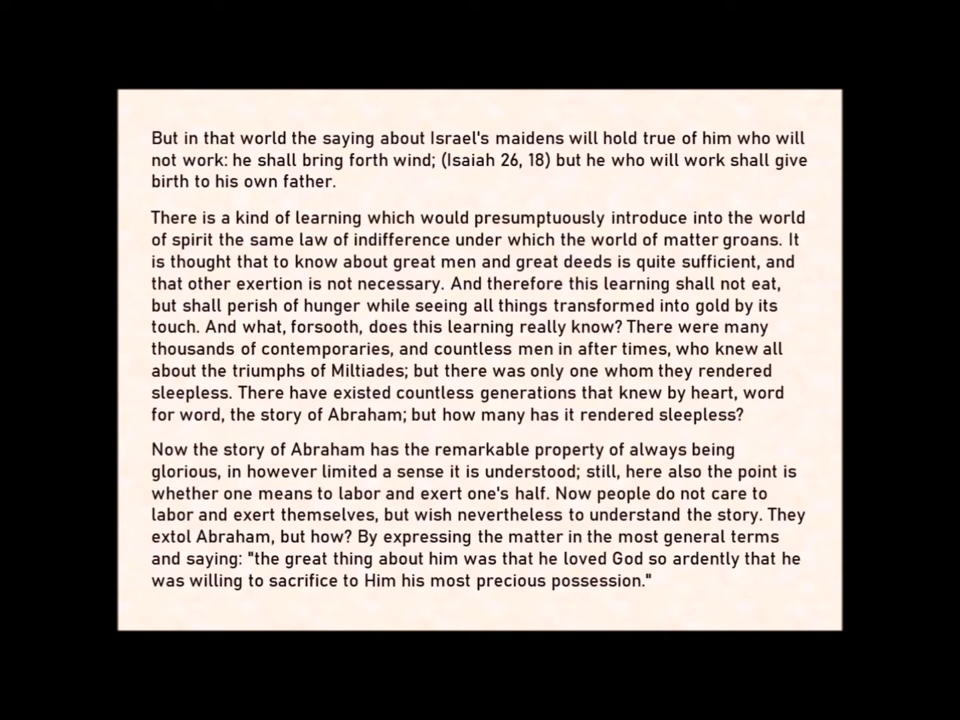 But in that world the saying about Israel's maidens will hold true of him who will
not work: he shall bring forth wind; (Isaiah 26, 18) but he who will work shall give
birth to his own father.
There is a kind of learning which would presumptuously introduce into the world
of spirit the same law of indifference under which the world of matter groans. It
is thought that to know about great men and great deeds is quite sufficient, and
that other exertion is not necessary. And therefore this learning shall not eat,
but shall perish of hunger while seeing all things transformed into gold by its
touch. And what, forsooth, does this learning really know? There were many
thousands of contemporaries, and countless men in after times, who knew all
about the triumphs of Miltiades; but there was only one whom they rendered
sleepless. There have existed countless generations that knew by heart, word
for word, the story of Abraham; but how many has it rendered sleepless?
Now the story of Abraham has the remarkable property of always being
glorious, in however limited a sense it is understood; still, here also the point is
whether one means to labor and exert one's half. Now people do not care to
labor and exert themselves, but wish nevertheless to understand the story. They
extol Abraham, but how? By expressing the matter in the most general terms
and saying: "the great thing about him was that he loved God so ardently that he
was willing to sacrifice to Him his most precious possession."